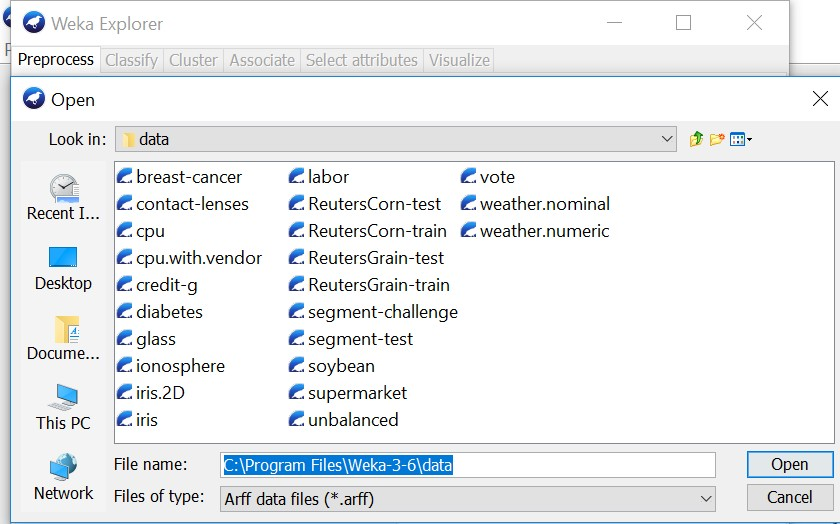 Weka Explorer
Preprocess Classify Cluster Associate Select attributes Visualize
Open
Look in: data
Recent I...
Desktop
Docume...
This PC
Network
breast-cancer
contact-lenses
cpu
cpu.with.vendor
credit-g
diabetes
glass
ionosphere
iris.2D
iris
labor
ReutersCorn-test
ReutersCorn-train
ReutersGrain-test
ReutersGrain-train
segment-challenge
segment-test
soybean
supermarket
unbalanced
vote
weather.nominal
weather.numeric
File name: C:\Program Files\Weka-3-6\data Open
Files of type: Arff data files (*.arff) Cancel